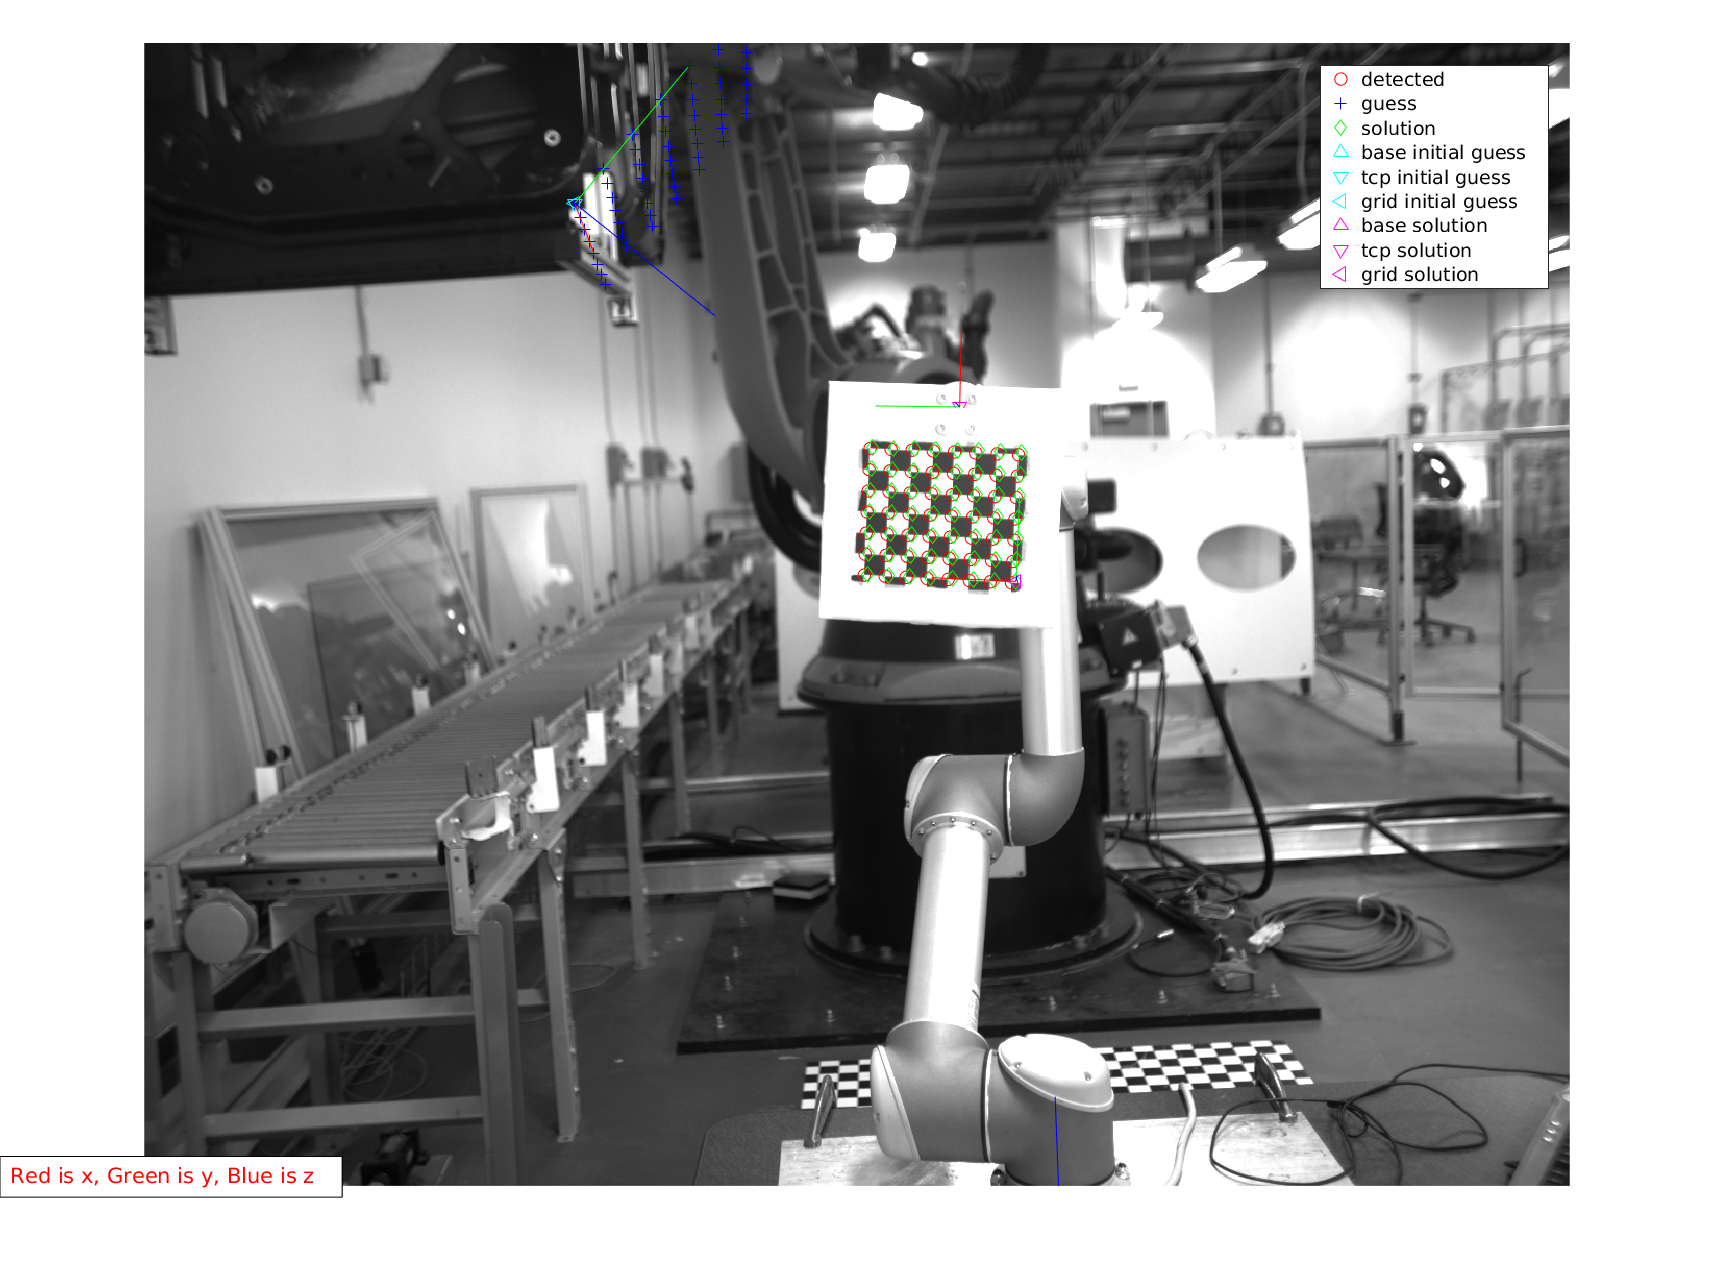 detected
guess
solution
base initial guess
tcp initial guess
grid initial guess
base solution
tcp solution
grid solution
Red is x, Green is y, Blue is z